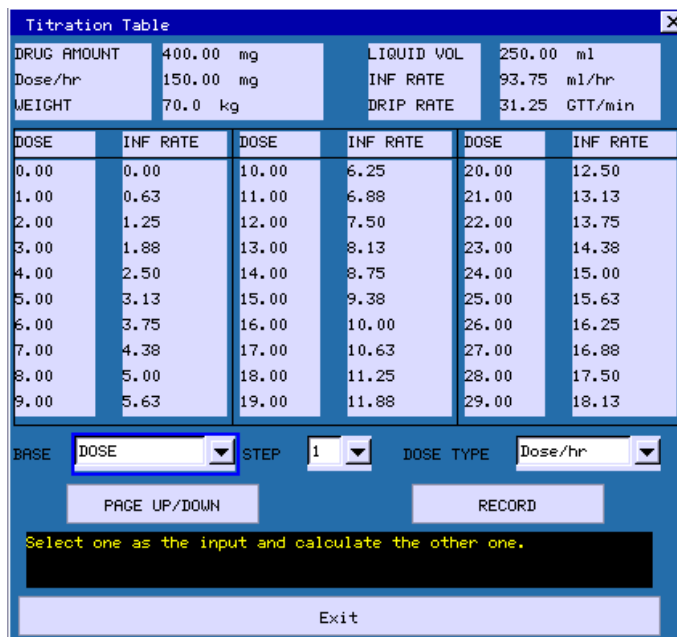 Titration Table
DRUG AMOUNT 400.00 mg LIQUID VOL 250.00 ml
Dose/hr 150.00 mg INF RATE 93.75 ml/hr
WEIGHT 70.0 kg DRIP RATE 31.25 GTT/min
DOSE INF RATE DOSE INF RATE DOSE INF RATE
0.00 0.00 10.00 6.25 20.00 12.50
1.00 0.63 11.00 6.88 21.00 13.13
2.00 1.25 12.00 7.50 22.00 13.75
3.00 1.88 13.00 8.13 23.00 14.38
4.00 2.50 14.00 8.75 24.00 15.00
5.00 3.13 15.00 9.38 25.00 15.63
6.00 3.75 16.00 10.00 26.00 16.25
7.00 4.38 17.00 10.63 27.00 16.88
8.00 5.00 18.00 11.25 28.00 17.50
9.00 5.63 19.00 11.88 29.00 18.13
BASE DOSE STEP 1 DOSE TYPE Dose/hr
PAGE UP/DOWN RECORD
Select one as the input and calculate the other one.
Exit